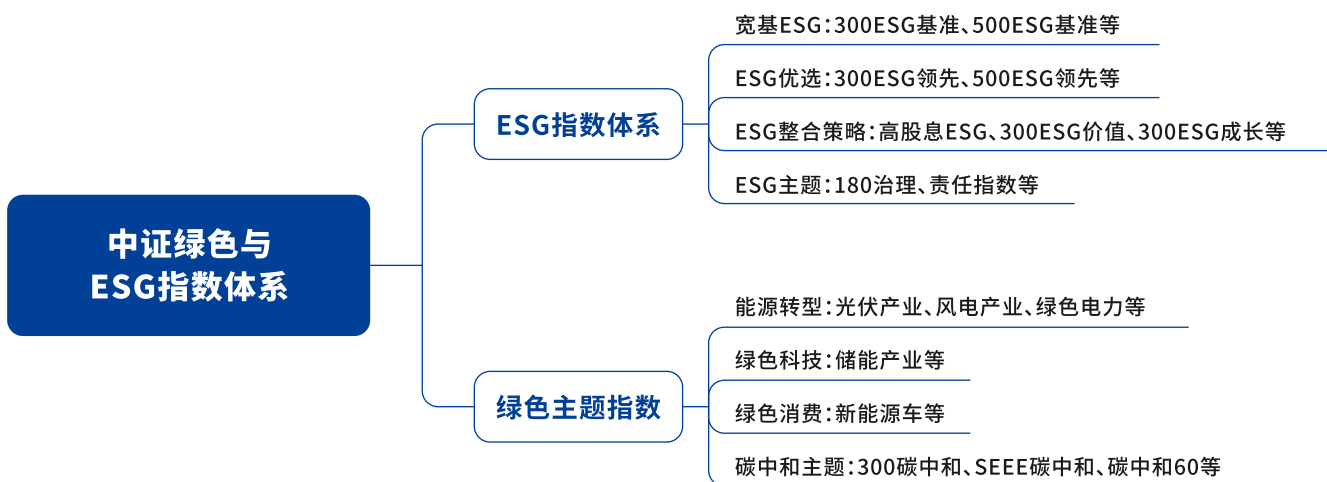 宽基ESG：300ESG基准、500ESG基准等
ESG优选：300ESG领先、500ESG领先等
ESG指数体系
ESG整合策略：高股息ESG、300ESG价值、300ESG成长等
ESG主题：180治理、责任指数等
中证绿色与
ESG指数体系
能源转型：光伏产业、风电产业、绿色电力等
绿色科技：储能产业等
绿色主题指数
绿色消费：新能源车等
碳中和主题：300碳中和、SEEE碳中和、碳中和60等